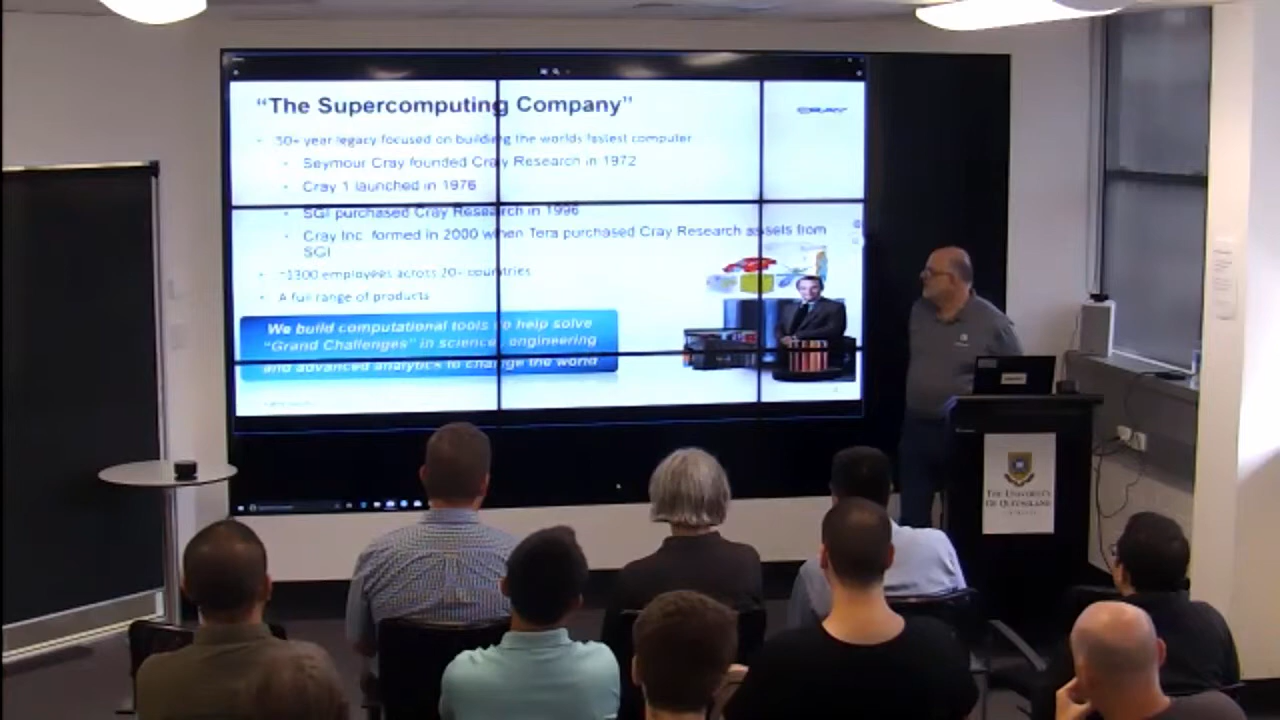 “The Supercomputing Company”
CRAY
30+ year legacy focused on building the worlds fastest computer
Seymour Cray founded Cray Research in 1972
Cray 1 launched in 1976
SGI purchased Cray Research in 1996
Cray Inc. formed in 2000 when Tera purchased Cray Research assets from
SGI
~1300 employees across 20+ countries
A full range of products
We build computational tools to help solve
“Grand Challenges” in science, engineering
and advanced analytics to change the world
THE UNIVERSITY
OF QUEENSLAND